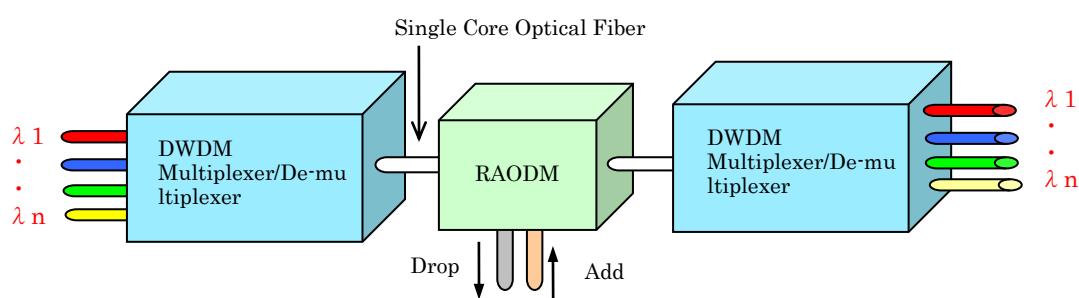 Single Core Optical Fiber
λ 1
.
.
λ n
DWDM
Multiplexer/De-mu
ltiplexer
RAODM
DWDM
Multiplexer/De-mu
ltiplexer
λ 1
.
.
λ n
Drop
Add